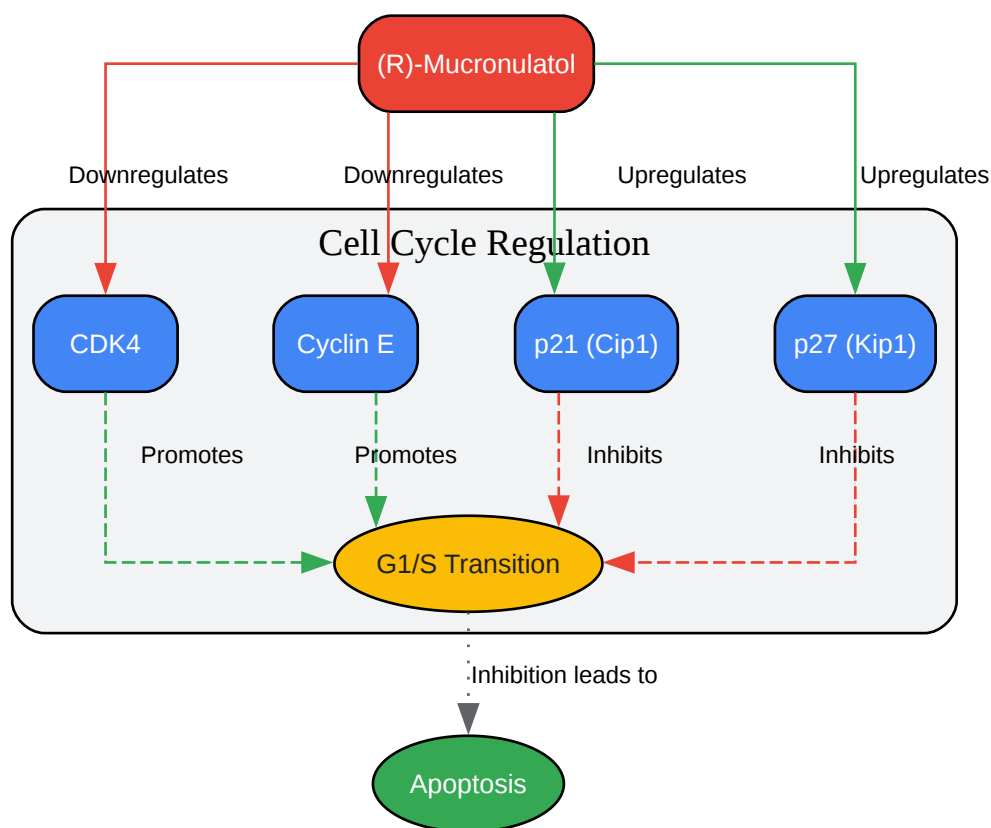 (R)-Mucronulatol
Downregulates
Downregulates
Upregulates
Upregulates
Cell Cycle Regulation
CDK4
Cyclin E
p21 (Cip1)
p27 (Kip1)
Promotes
Promotes
Inhibits
Inhibits
G1/S Transition
Inhibition leads to
Apoptosis